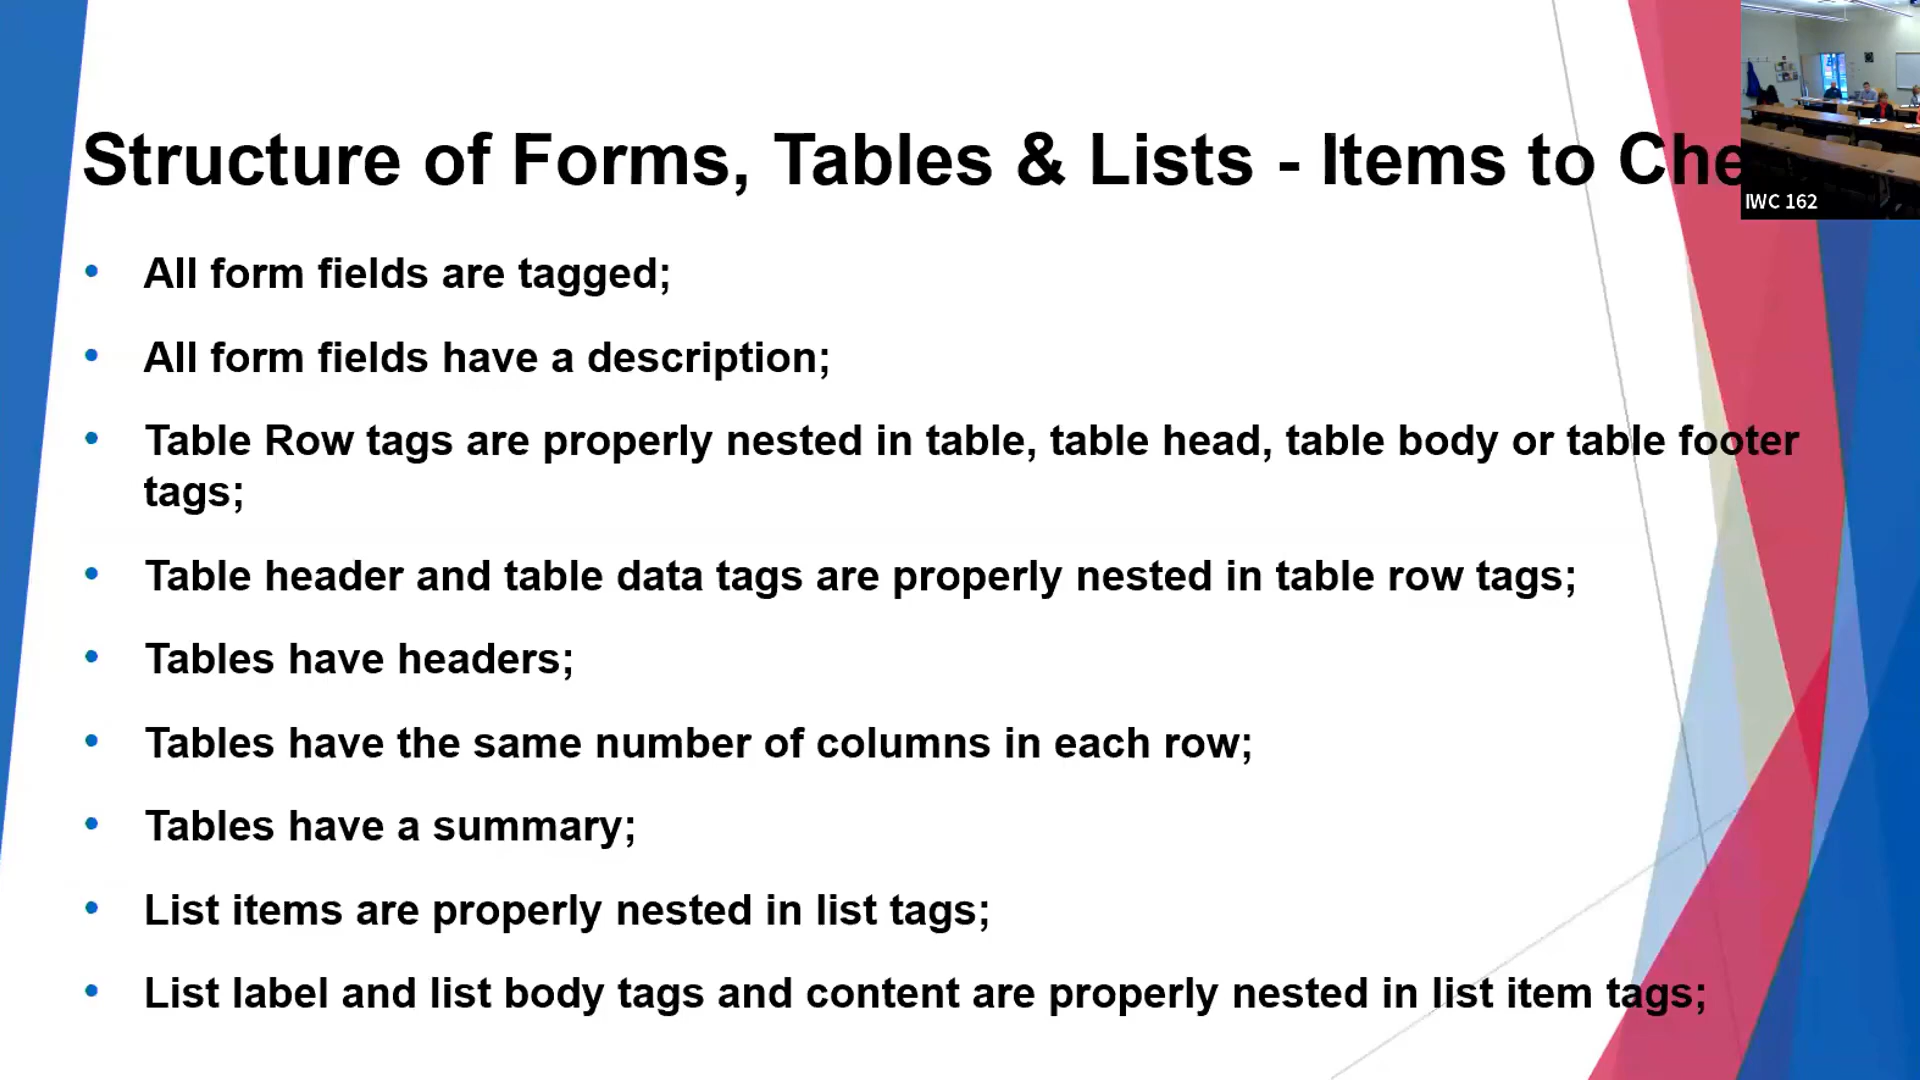 Structure of Forms, Tables & Lists - Items to Che
IWC 162
• All form fields are tagged;
• All form fields have a description;
• Table Row tags are properly nested in table, table head, table body or table footer
tags;
• Table header and table data tags are properly nested in table row tags;
• Tables have headers;
• Tables have the same number of columns in each row;
• Tables have a summary;
• List items are properly nested in list tags;
• List label and list body tags and content are properly nested in list item tags;